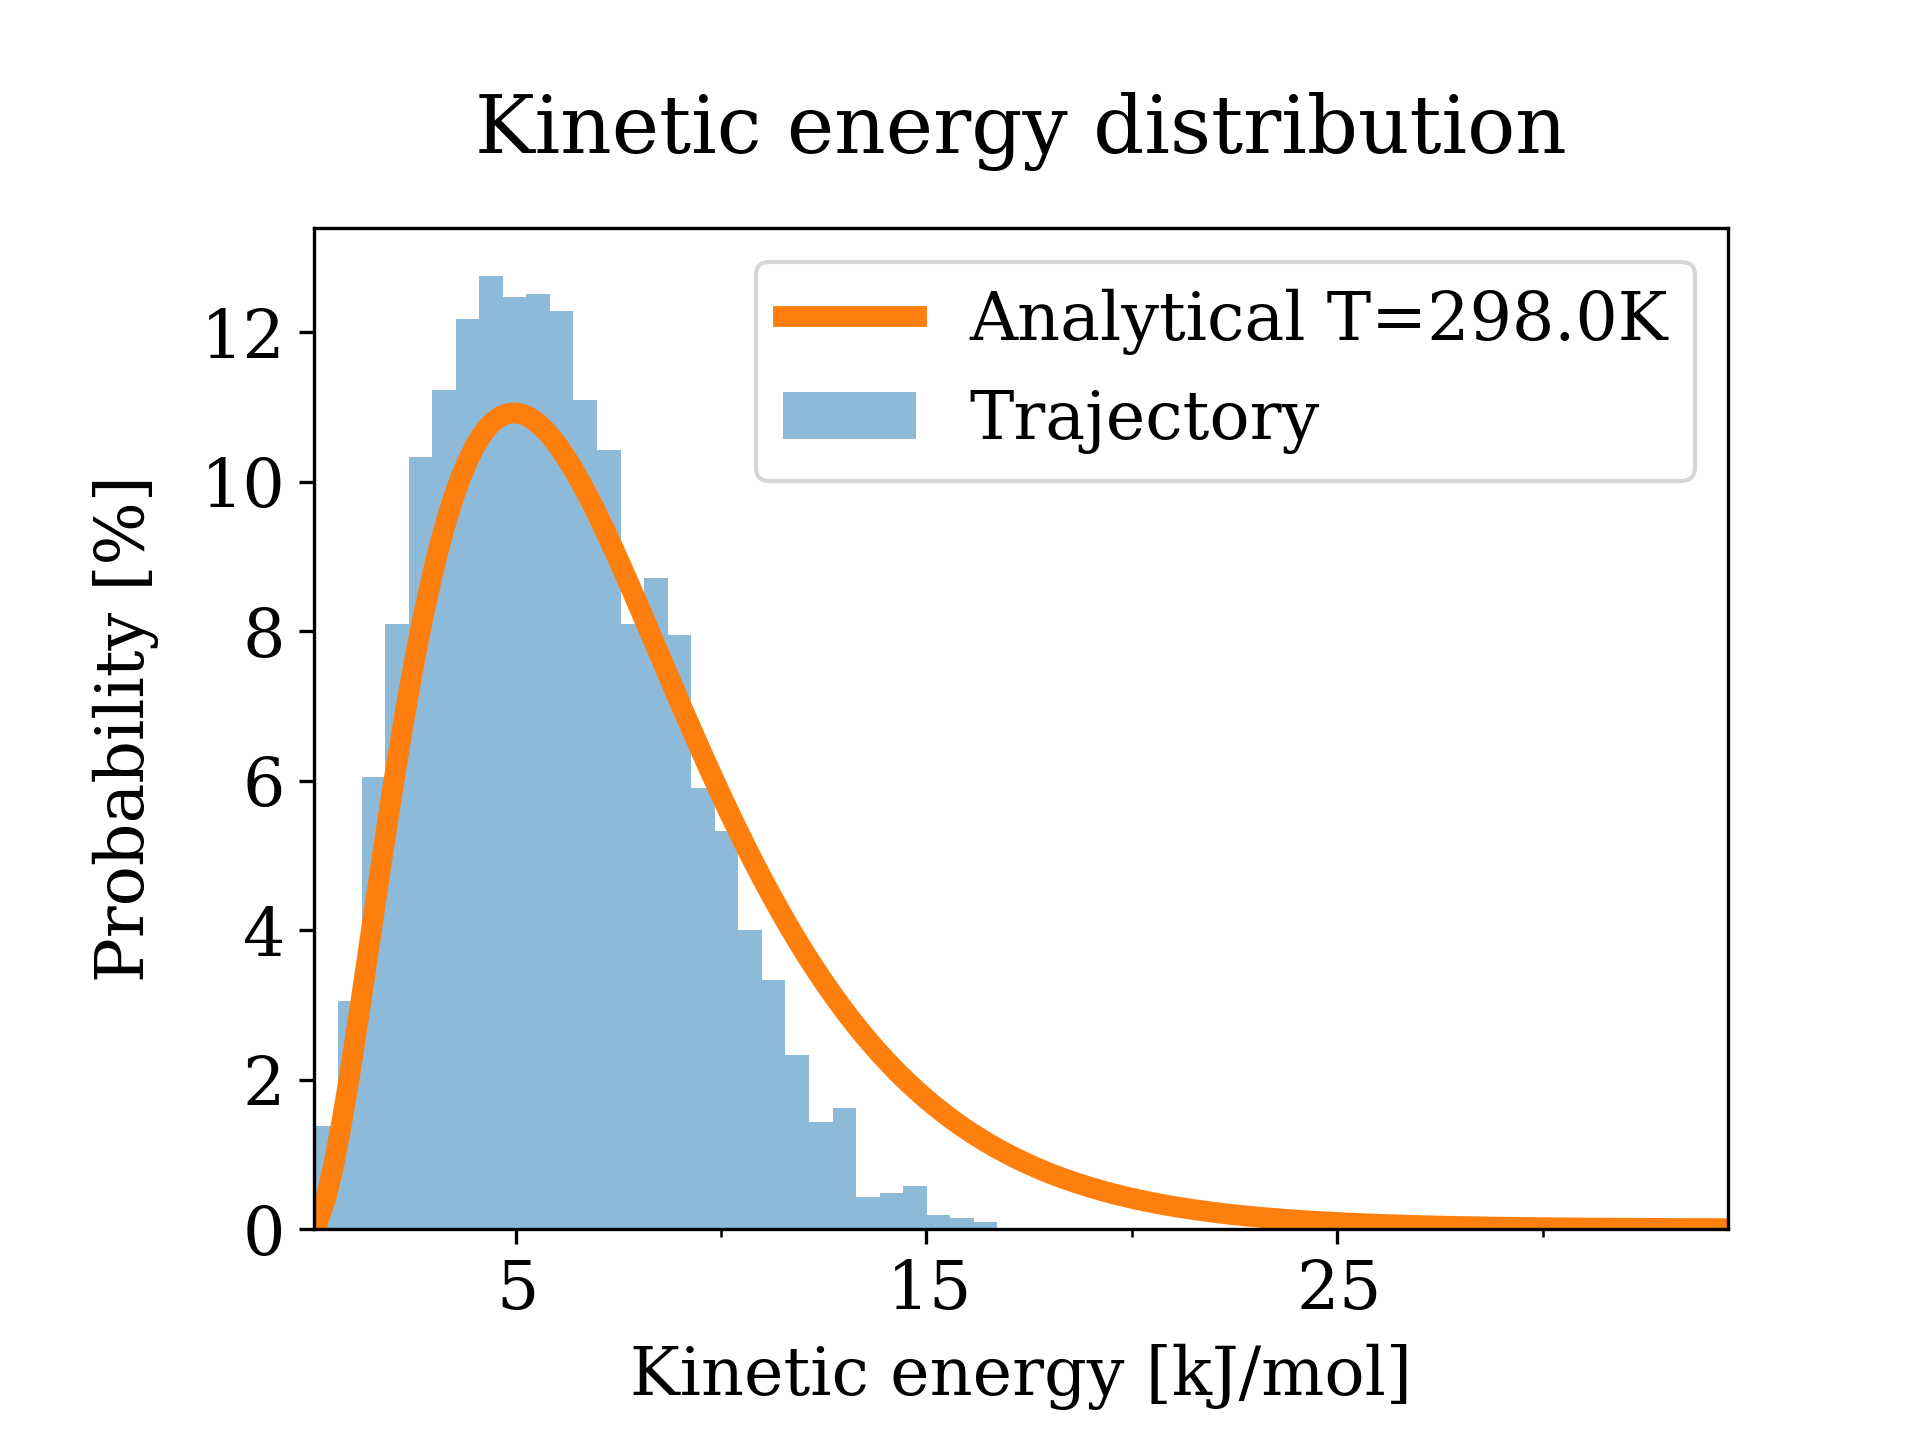 Kinetic energy distribution
Analytical T=298.0K
Trajectory
Probability [%]
12
10
8
6
4
2
0
5
15
25
Kinetic energy [kJ/mol]